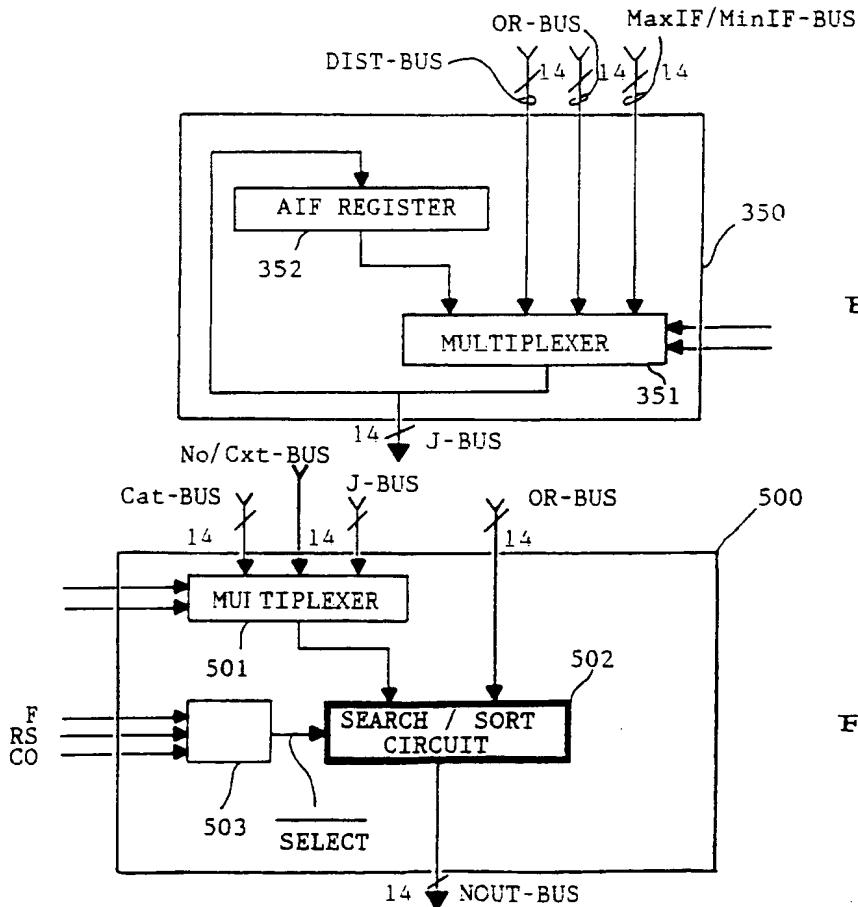 OR-BUS
MaxIF/MinIF-BUS
DIST-BUS
14 14 14
AIF REGISTER
352
350
MULTIPLEXER
351
14 J-BUS
No/Cxt-BUS
Cat-BUS
J-BUS
OR-BUS
500
14 14 14
MULTIPLEXER
501
502
F
RS
CO
SEARCH / SORT
CIRCUIT
503
SELECT
14 NOUT-BUS